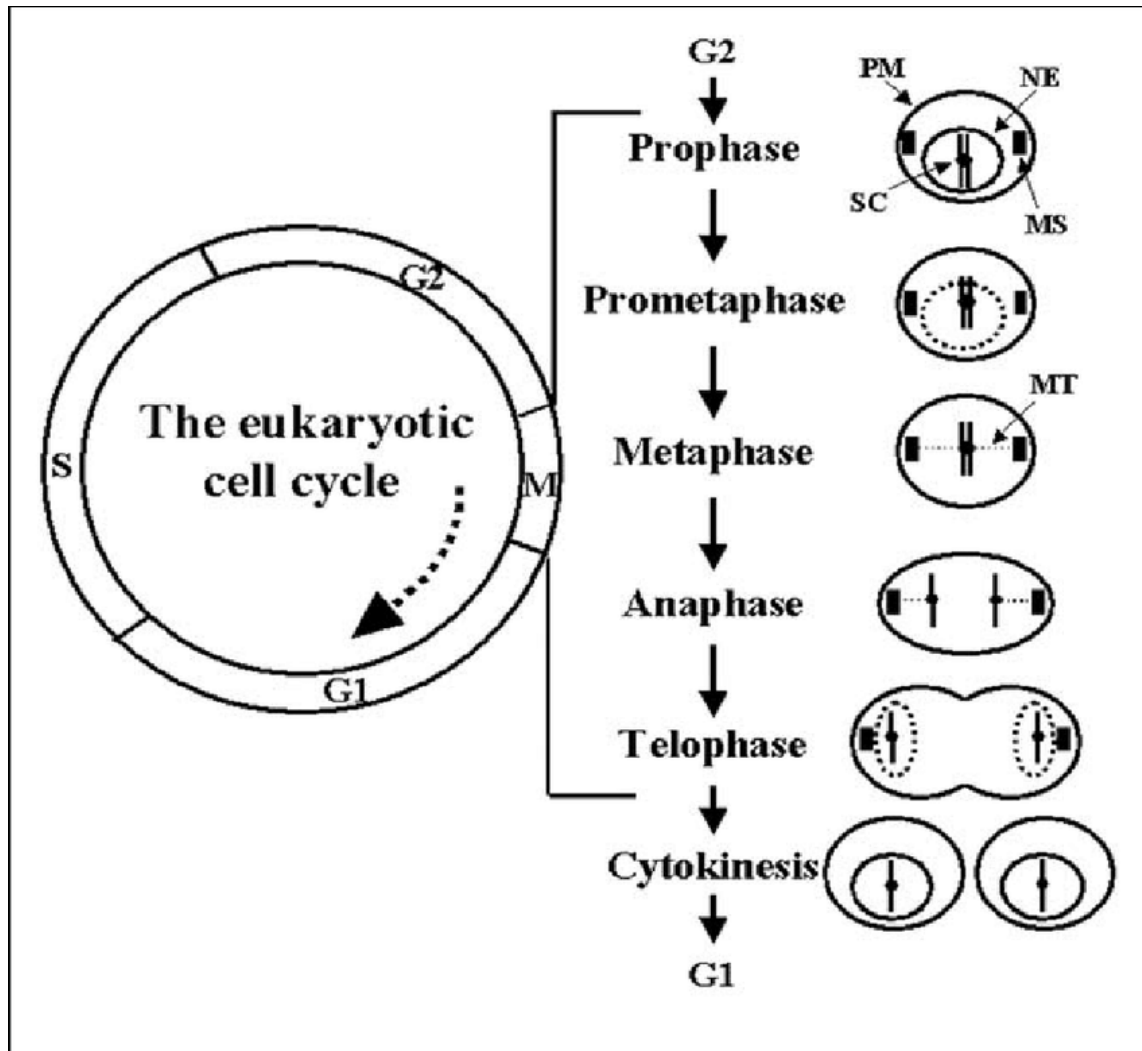 G2
PM
NE
Prophase
SC
MS
G2
Prometaphase
The eukaryotic
cell cycle
MT
S
Metaphase
M
Anaphase
G1
Telophase
Cytokinesis
G1